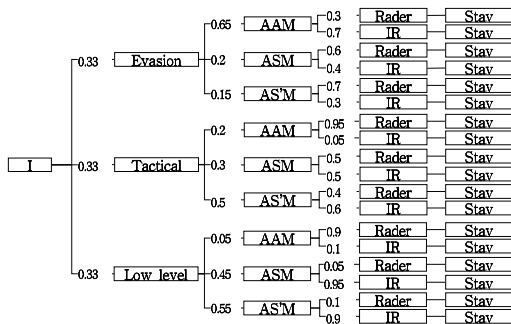 0.3 Rader Stav
0.65 AAM
0.7 IR Stav
0.6 Rader Stav
0.33 Evasion 0.2 ASM
0.4 IR Stav
0.7 Rader Stav
0.15 AS'M
0.3 IR Stav
0.95 Rader Stav
0.2 AAM
0.05 IR Stav
0.5 Rader Stav
I 0.33 Tactical 0.3 ASM
0.5 IR Stav
0.4 Rader Stav
0.5 AS'M
0.6 IR Stav
0.9 Rader Stav
0.05 AAM
0.1 IR Stav
0.05 Rader Stav
0.33 Low level 0.45 ASM
0.95 IR Stav
0.1 Rader Stav
0.55 AS'M
0.9 IR Stav